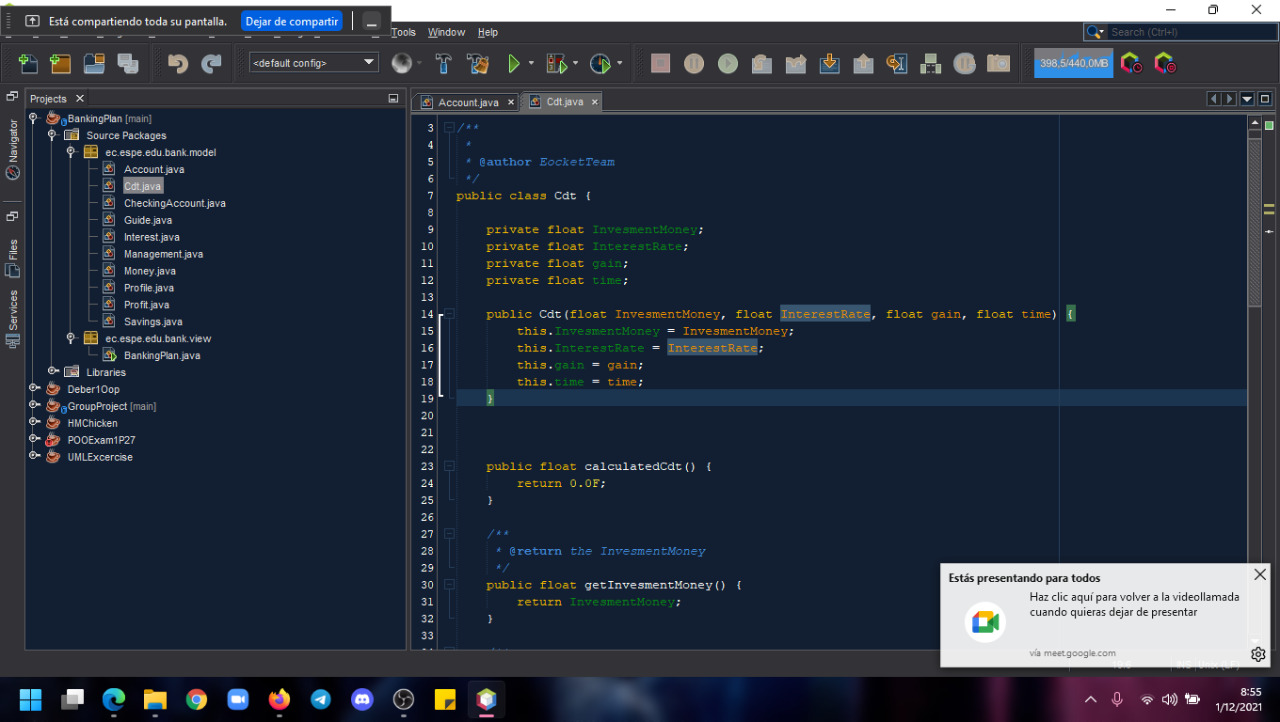 Está compartiendo toda su pantalla. Dejar de compartir
Tools Window Help
Search (Ctrl+I)
<default config>
398,5/440,0MB
Projects
Navigator
Files
Services
BankingPlan [main]
Source Packages
ec.espe.edu.bank.model
Account.java
Cdt.java
CheckingAccount.java
Guide.java
Interest.java
Management.java
Money.java
Profile.java
Profit.java
Savings.java
ec.espe.edu.bank.view
BankingPlan.java
Libraries
Deber1Oop
GroupProject [main]
HMChicken
POOExam1P27
UMLExcercise
Account.java Cdt.java
3 /**
4 *
5 * @author EocketTeam
6 */
7 public class Cdt {
8
9 private float InvesmentMoney;
10 private float InterestRate;
11 private float gain;
12 private float time;
13
14 public Cdt(float InvesmentMoney, float InterestRate, float gain, float time) {
15 this.InvesmentMoney = InvesmentMoney;
16 this.InterestRate = InterestRate;
17 this.gain = gain;
18 this.time = time;
19 }
20
21
22
23 public float calculatedCdt() {
24 return 0.0F;
25 }
26
27 /**
28 * @return the InvesmentMoney
29 */
30 public float getInvesmentMoney() {
31 return InvesmentMoney;
32 }
33
Estás presentando para todos
Haz clic aquí para volver a la videollamada
cuando quieras dejar de presentar
vía meet.google.com
8:55
1/12/2021